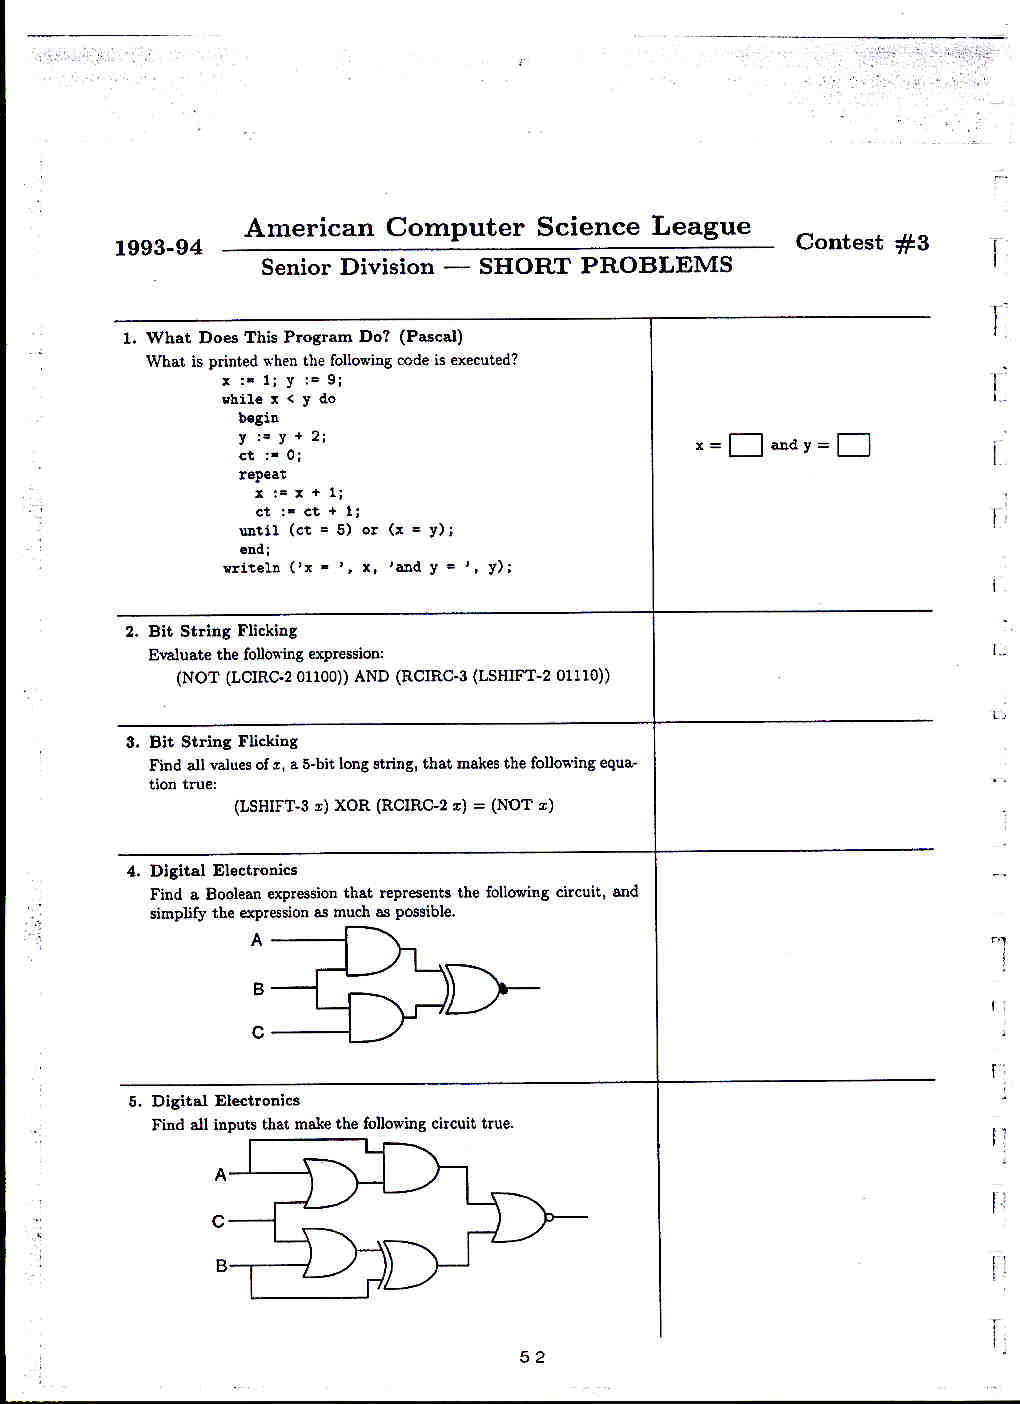 American Computer Science League
1993-94
Contest #3
Senior Division — SHORT PROBLEMS
1. What Does This Program Do? (Pascal)
What is printed when the following code is executed?
x := 1; y := 9;
while x < y do
begin
y := y + 2;
ct := 0;
repeat
x := x + 1;
ct := ct + 1;
until (ct = 5) or (x = y);
end;
writeln ('x = ', x, 'and y = ', y);
x = and y =
2. Bit String Flicking
Evaluate the following expression:
(NOT (LCIRC-2 01100)) AND (RCIRC-3 (LSHIFT-2 01110))
3. Bit String Flicking
Find all values of x, a 5-bit long string, that makes the following equa-
tion true:
(LSHIFT-3 x) XOR (RCIRC-2 x) = (NOT x)
4. Digital Electronics
Find a Boolean expression that represents the following circuit, and
simplify the expression as much as possible.
A
B
C
5. Digital Electronics
Find all inputs that make the following circuit true.
A
C
B
52